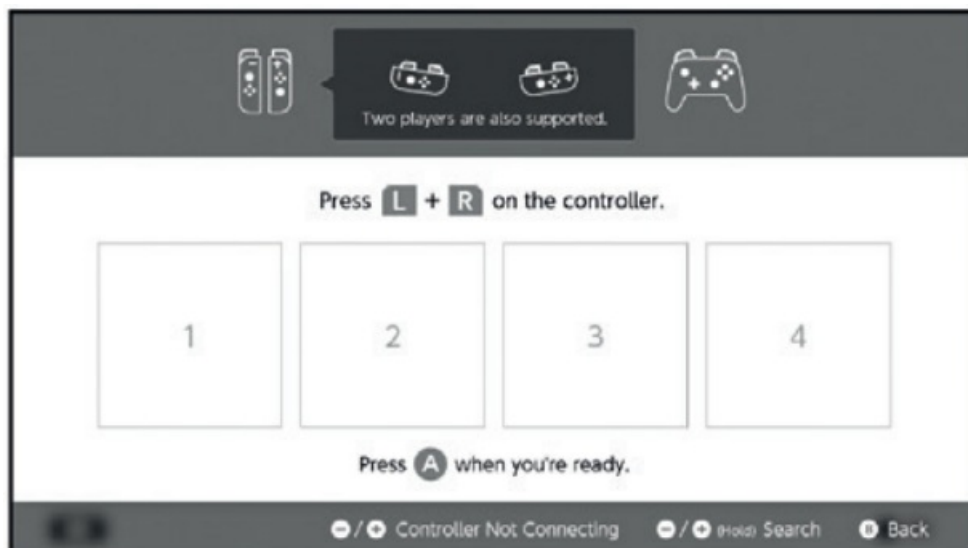 Two players are also supported.
Press L + R on the controller.
1 2 3 4
Press A when you're ready.
−/+ Controller Not Connecting −/+ (Hold) Search B Back